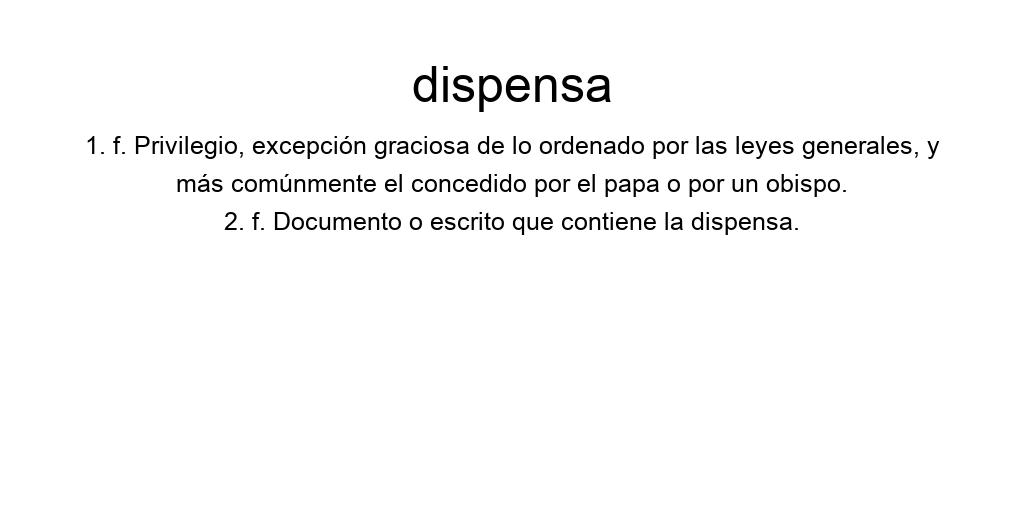 dispensa
1. f. Privilegio, excepción graciosa de lo ordenado por las leyes generales, y
más comúnmente el concedido por el papa o por un obispo.
2. f. Documento o escrito que contiene la dispensa.